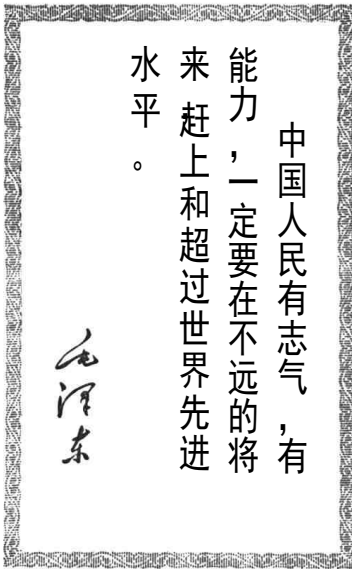 中国人民有志气,有
能力,一定要在不远的将
来,赶上和超过世界先进
水平。
毛泽东